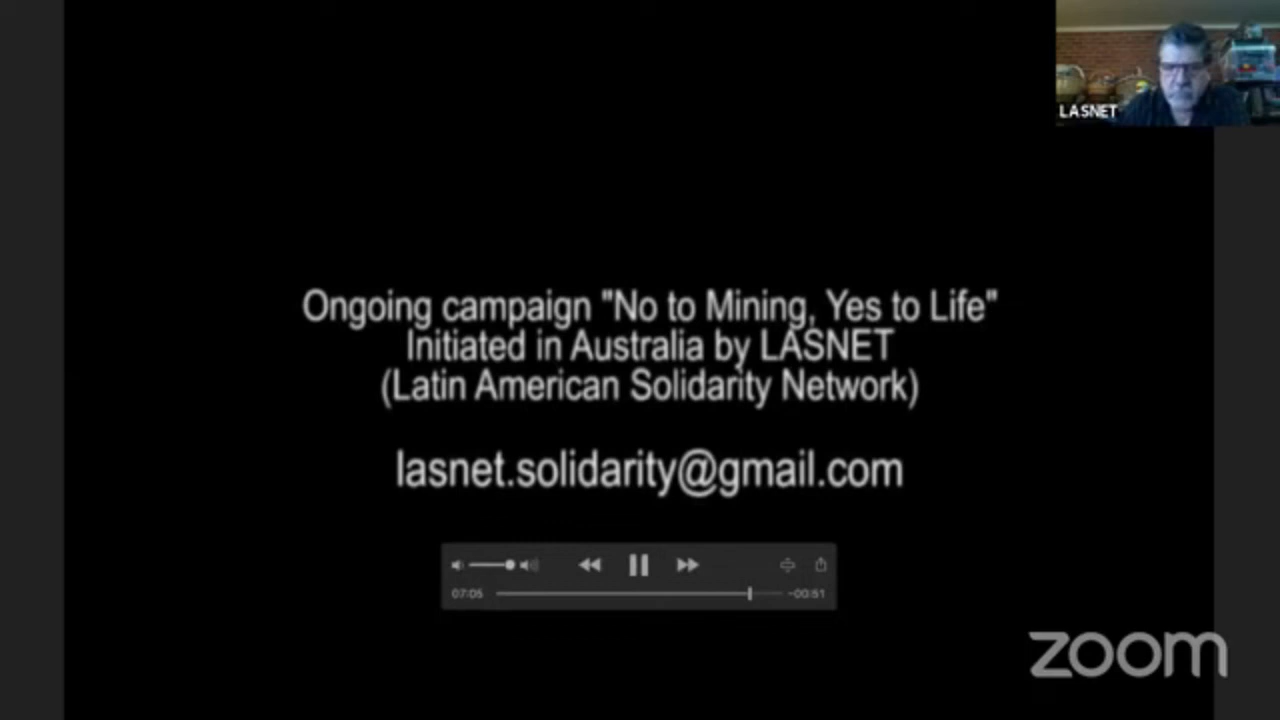 LASNET
Ongoing campaign "No to Mining, Yes to Life"
Initiated in Australia by LASNET
(Latin American Solidarity Network)
lasnet.solidarity@gmail.com
07:05
-00:51
zoom